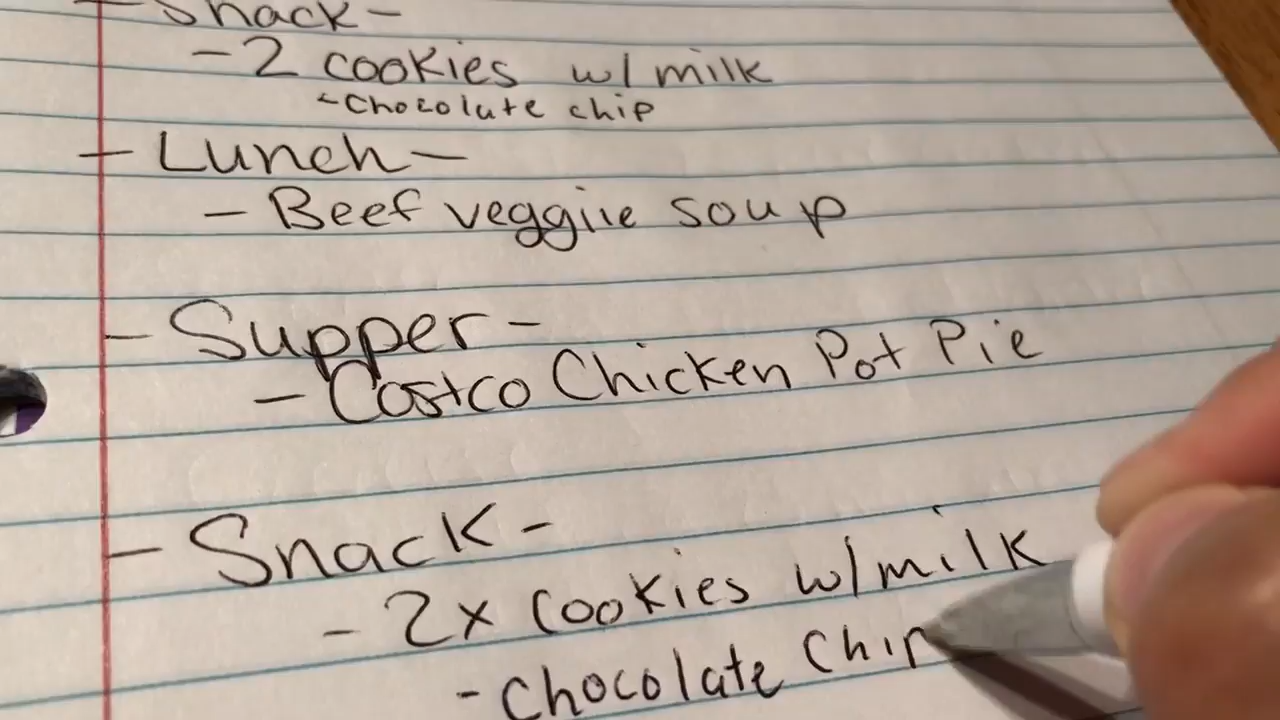 - Snack -
- 2 cookies w/ milk
- Chocolate chip
- Lunch -
- Beef veggiie soup
- Supper -
- Costco Chicken Pot Pie
- Snack -
- 2x Cookies w/ milk
- Chocolate Chip